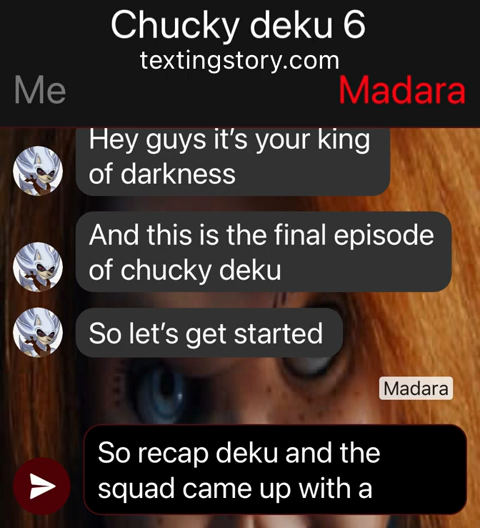 Chucky deku 6
textingstory.com
Me
Madara
Hey guys it's your king
of darkness
And this is the final episode
of chucky deku
So let's get started
Madara
So recap deku and the
squad came up with a